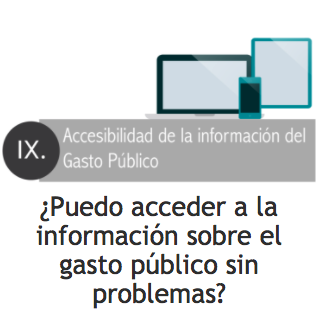 IX.
Accesibilidad de la información del
Gasto Público
¿Puedo acceder a la
información sobre el
gasto público sin
problemas?